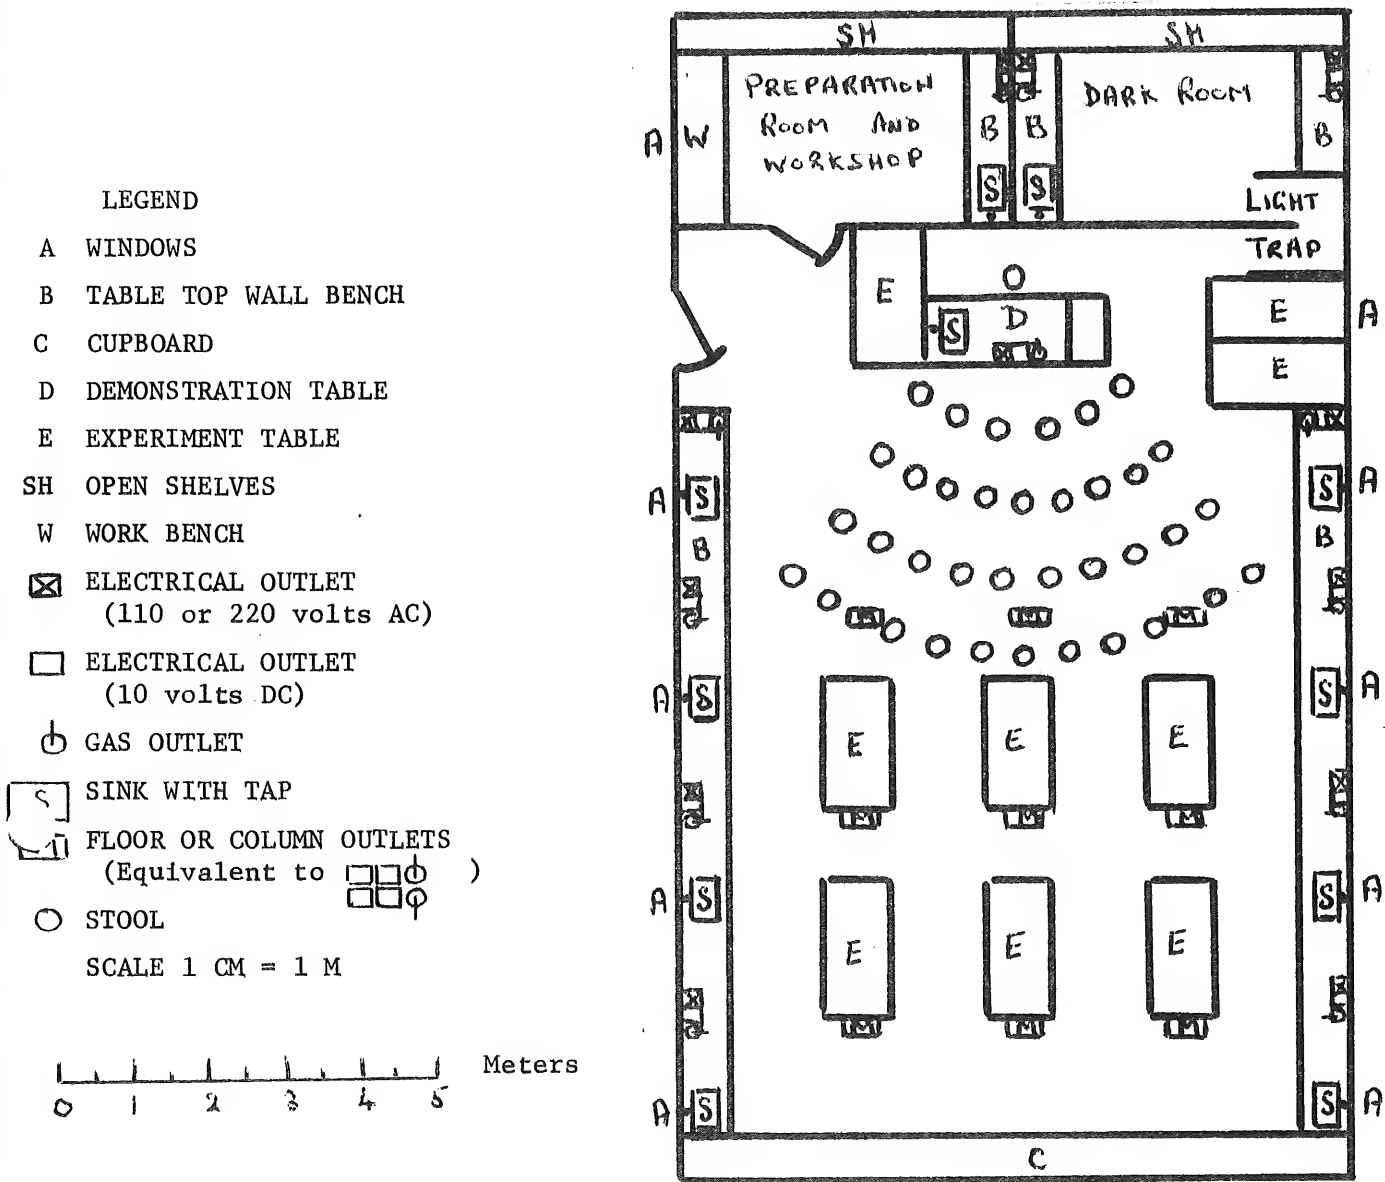 LEGEND
A WINDOWS
B TABLE TOP WALL BENCH
C CUPBOARD
D DEMONSTRATION TABLE
E EXPERIMENT TABLE
SH OPEN SHELVES
W WORK BENCH
ELECTRICAL OUTLET
(110 or 220 volts AC)
ELECTRICAL OUTLET
(10 volts DC)
GAS OUTLET
S SINK WITH TAP
FLOOR OR COLUMN OUTLETS
(Equivalent to )
STOOL
SCALE 1 CM = 1 M
Meters
0 1 2 3 4 5
SH SH
PREPARATION
ROOM AND
WORKSHOP
DARK ROOM
A W B B B
S S
LIGHT
TRAP
E D E A
S
E
A S S A
B B
M M M
A S S A
E E E
M M M
A S S A
E E E
M M M
A S S A
C